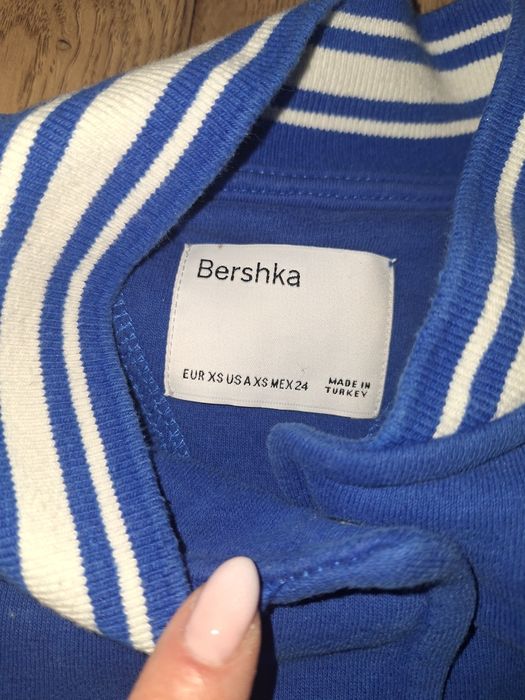 Bershka
EUR XS USA XS MEX 24
MADE IN
TURKEY